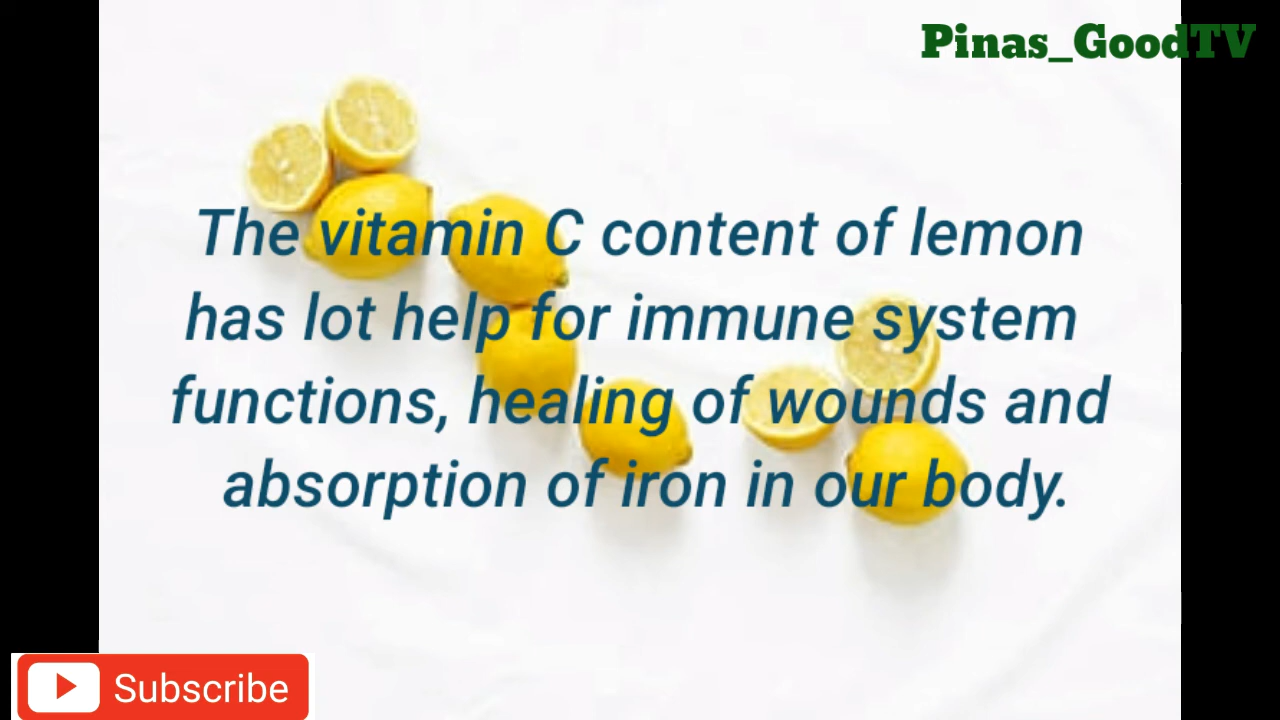 Pinas_GoodTV
The vitamin C content of lemon
has lot help for immune system
functions, healing of wounds and
absorption of iron in our body.
Subscribe